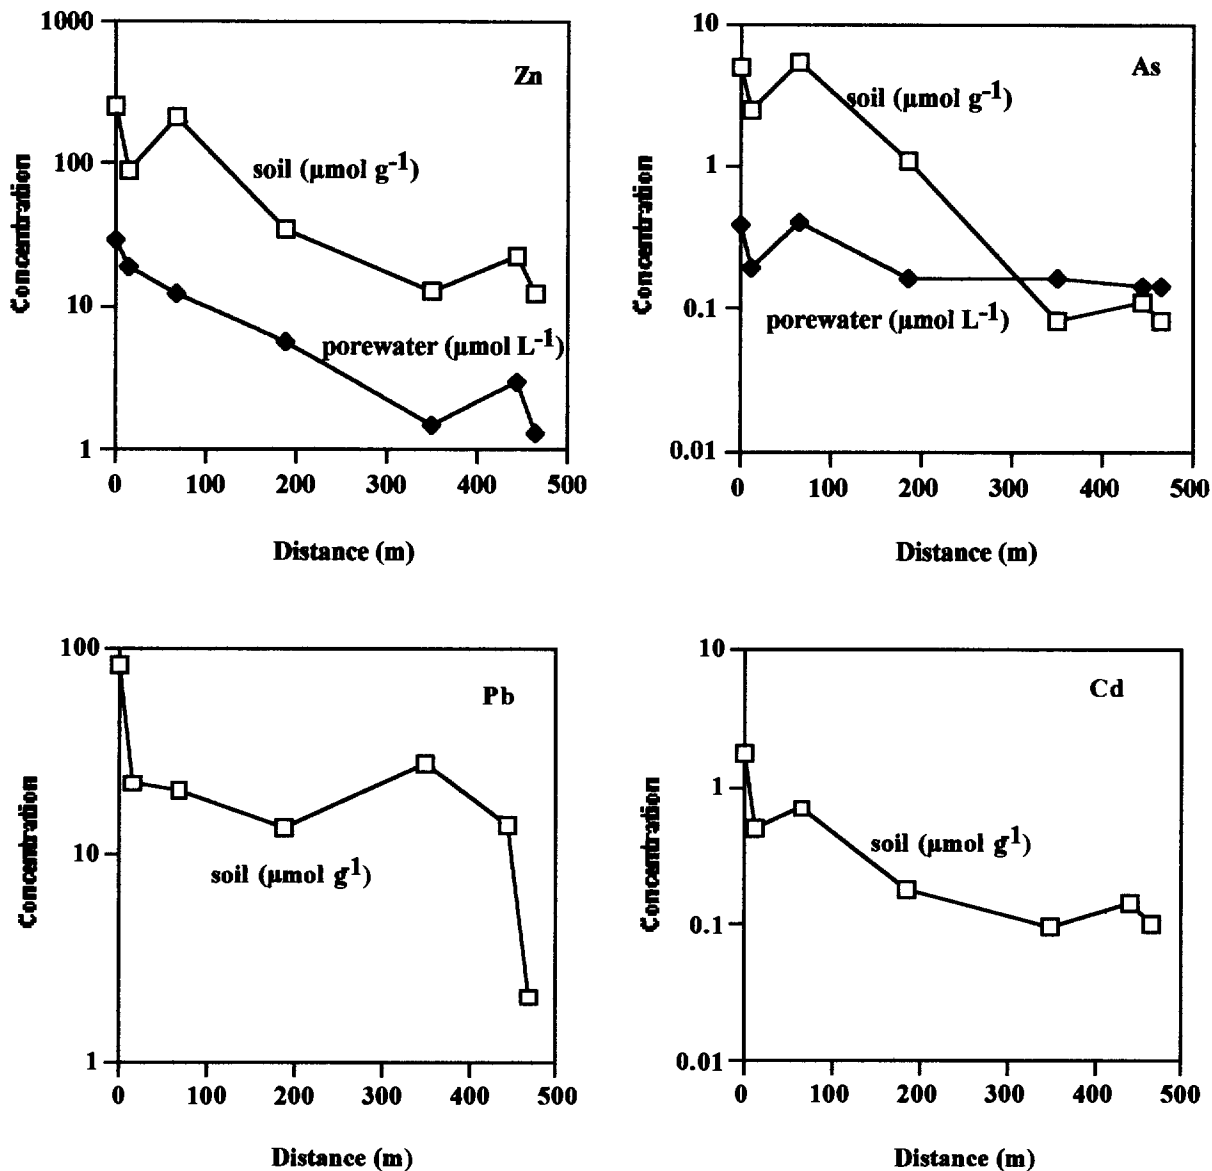 1000
100
10
1
Concentration
Zn
soil (µmol g-1)
porewater (µmol L-1)
0 100 200 300 400 500
Distance (m)
10
1
0.1
0.01
Concentration
As
soil (µmol g-1)
porewater (µmol L-1)
0 100 200 300 400 500
Distance (m)
100
10
1
Concentration
Pb
soil (µmol g-1)
0 100 200 300 400 500
Distance (m)
10
1
0.1
0.01
Concentration
Cd
soil (µmol g-1)
0 100 200 300 400 500
Distance (m)